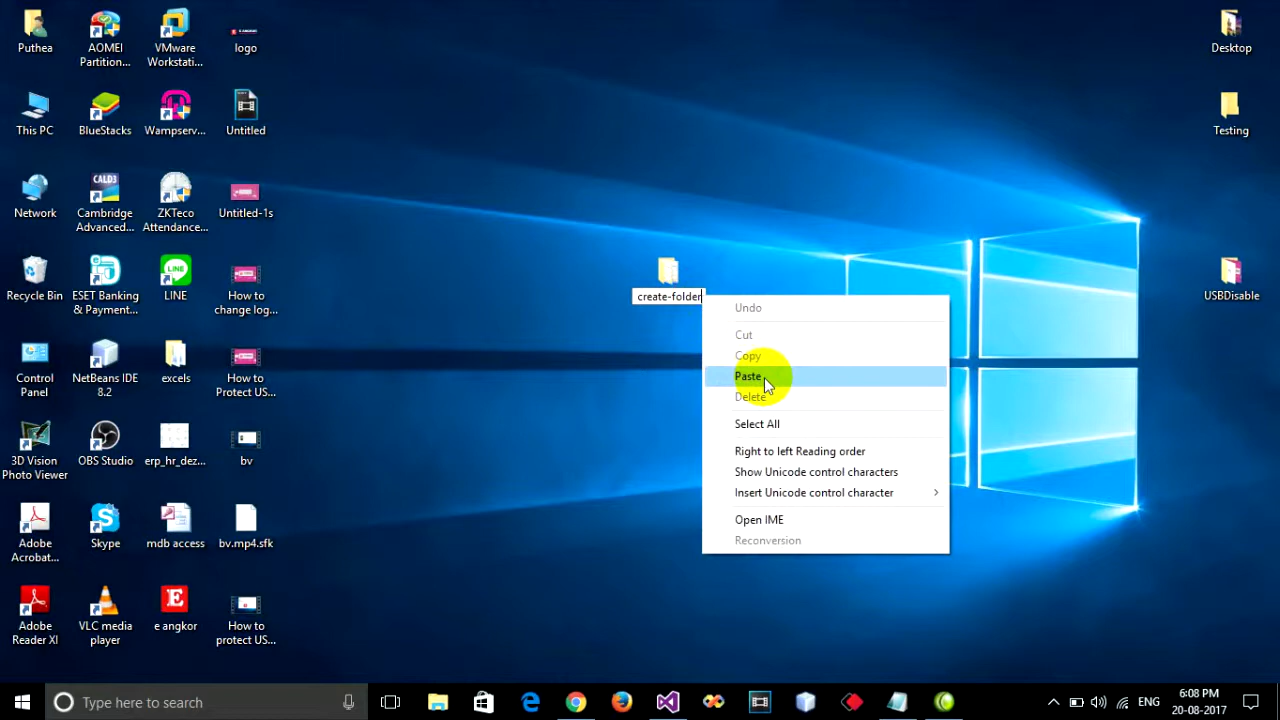 Puthea
AOMEI
Partition...
VMware
Workstati...
logo
Desktop
This PC
BlueStacks
Wampserv...
Untitled
Testing
CALD3
Network
Cambridge
Advanced...
ZKTeco
Attendance...
Untitled-1s
Recycle Bin
ESET Banking
& Payment...
LINE
LINE
How to
change log...
create-folder
USBDisable
Undo
Cut
Copy
Paste
Delete
Select All
Right to left Reading order
Show Unicode control characters
Insert Unicode control character
Open IME
Reconversion
Control
Panel
NetBeans IDE
8.2
excels
How to
Protect US...
3D Vision
Photo Viewer
OBS Studio
erp_hr_dez...
bv
Adobe
Acrobat...
Skype
mdb access
bv.mp4.sfk
Adobe
Reader XI
VLC media
player
e angkor
How to
protect US...
Type here to search
ENG
6:08 PM
20-08-2017